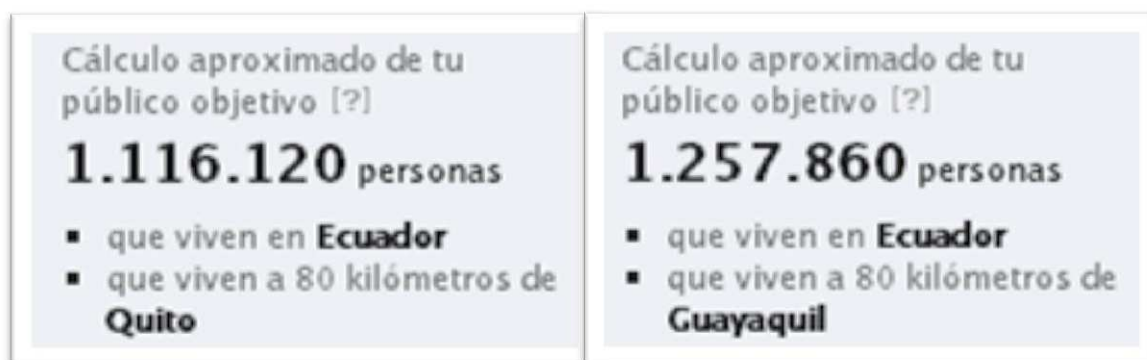 Cálculo aproximado de tu
público objetivo [?]
1.116.120 personas
que viven en Ecuador
que viven a 80 kilómetros de
Quito
Cálculo aproximado de tu
público objetivo [?]
1.257.860 personas
que viven en Ecuador
que viven a 80 kilómetros de
Guayaquil